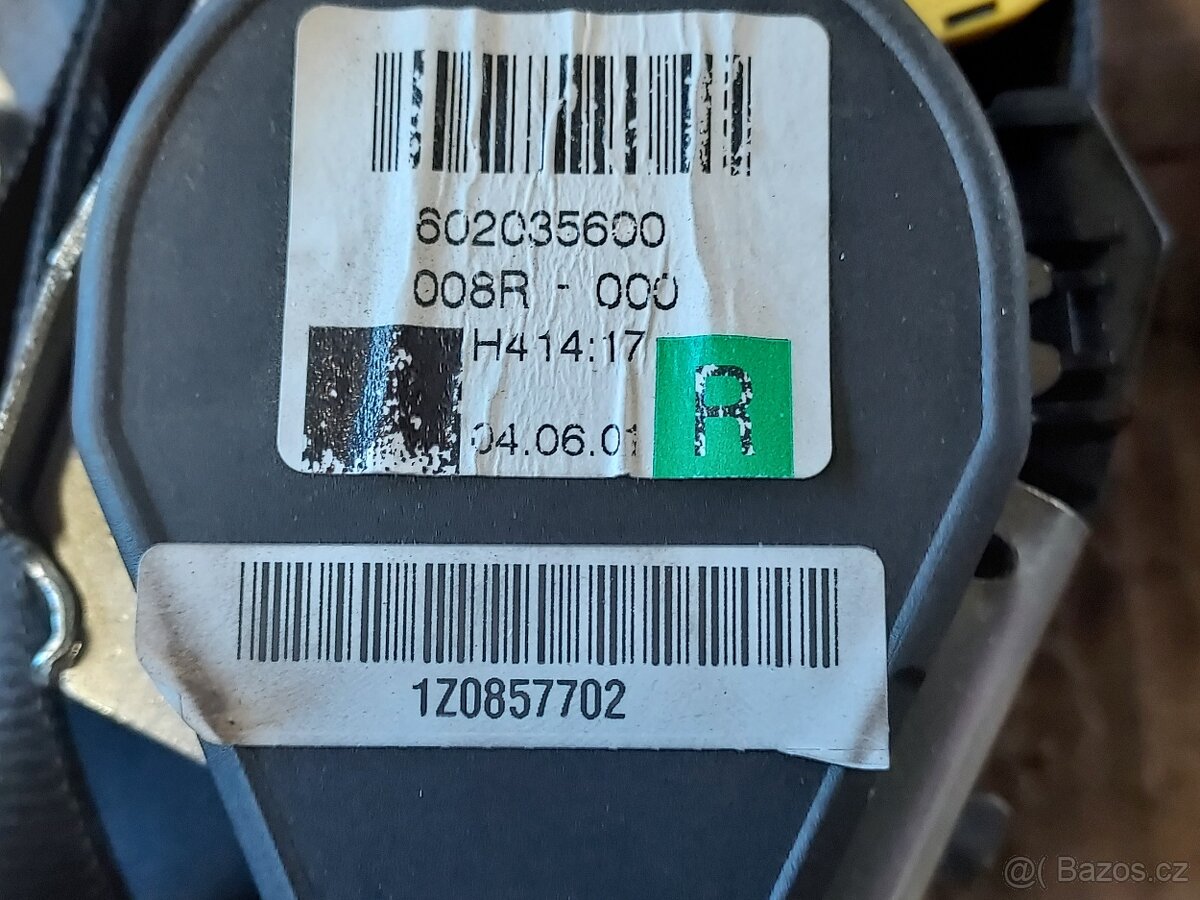 602035600
008R - 000
H414:17
04.06.01
R
1Z0857702
@( Bazos.cz